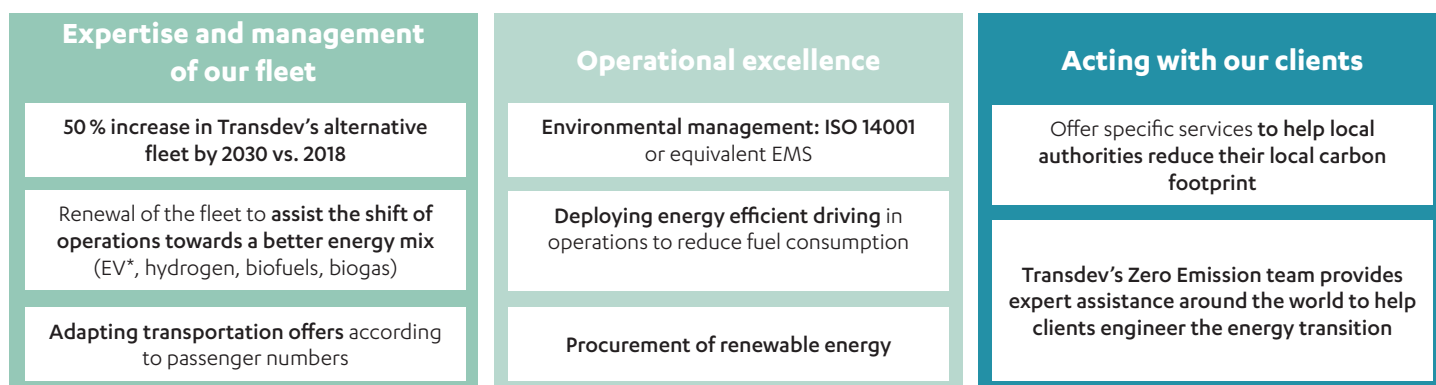 Expertise and management
of our fleet
50 % increase in Transdev's alternative
fleet by 2030 vs. 2018
Renewal of the fleet to assist the shift of
operations towards a better energy mix
(EV*, hydrogen, biofuels, biogas)
Adapting transportation offers according
to passenger numbers
Operational excellence
Environmental management: ISO 14001
or equivalent EMS
Deploying energy efficient driving in
operations to reduce fuel consumption
Procurement of renewable energy
Acting with our clients
Offer specific services to help local
authorities reduce their local carbon
footprint
Transdev's Zero Emission team provides
expert assistance around the world to help
clients engineer the energy transition